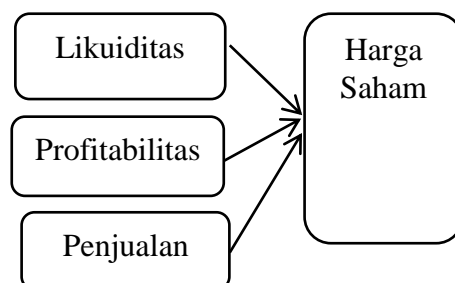 Likuiditas
Harga
Saham
Profitabilitas
Penjualan